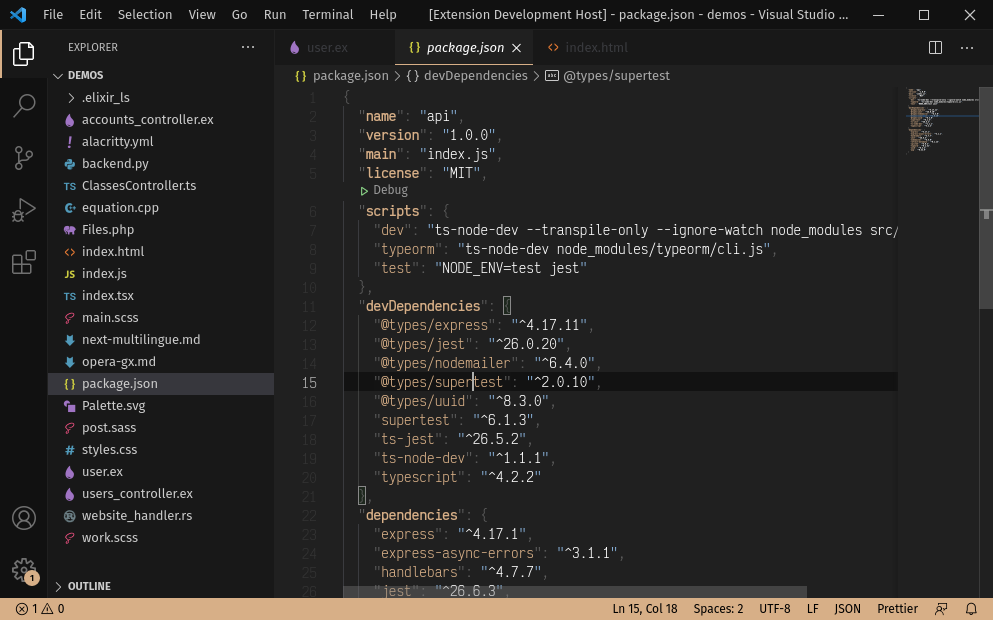 File Edit Selection View Go Run Terminal Help [Extension Development Host] - package.json - demos - Visual Studio ...
EXPLORER ...
DEMOS
.elixir_ls
accounts_controller.ex
! alacritty.yml
backend.py
TS ClassesController.ts
equation.cpp
Files.php
<> index.html
JS index.js
TS index.tsx
main.scss
next-multilingue.md
opera-gx.md
{} package.json
Palette.svg
post.sass
# styles.css
user.ex
users_controller.ex
website_handler.rs
work.scss
OUTLINE
user.ex {} package.json <> index.html ...
{} package.json > {} devDependencies > abc @types/supertest
1 {
2 "name": "api",
3 "version": "1.0.0",
4 "main": "index.js",
5 "license": "MIT",
Debug
6 "scripts": {
7 "dev": "ts-node-dev --transpile-only --ignore-watch node_modules src/
8 "typeorm": "ts-node-dev node_modules/typeorm/cli.js",
9 "test": "NODE_ENV=test jest"
10 },
11 "devDependencies": {
12 "@types/express": "^4.17.11",
13 "@types/jest": "^26.0.20",
14 "@types/nodemailer": "^6.4.0",
15 "@types/supertest": "^2.0.10",
16 "@types/uuid": "^8.3.0",
17 "supertest": "^6.1.3",
18 "ts-jest": "^26.5.2",
19 "ts-node-dev": "^1.1.1",
20 "typescript": "^4.2.2"
21 },
22 "dependencies": {
23 "express": "^4.17.1",
24 "express-async-errors": "^3.1.1",
25 "handlebars": "^4.7.7",
26 "jest": "^26.6.3",
1
1 0 Ln 15, Col 18 Spaces: 2 UTF-8 LF JSON Prettier